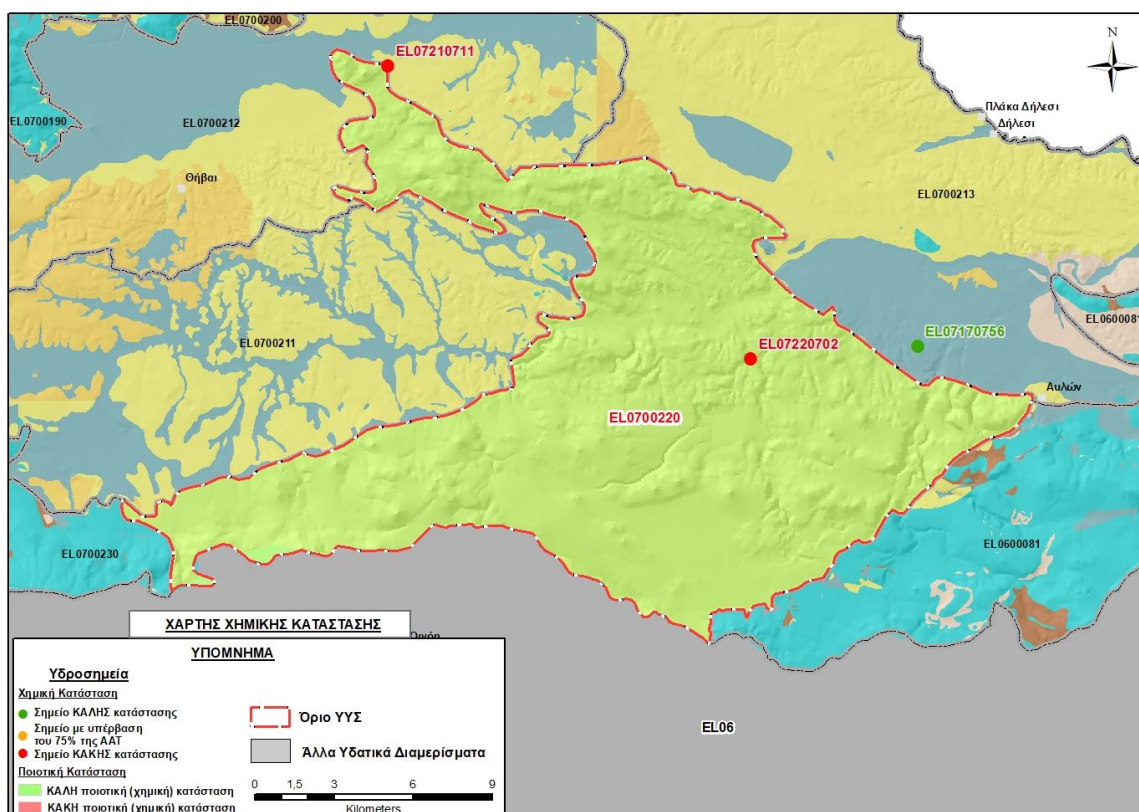 EL0700200
EL07210711
N
EL0700190
EL0700212
Πλάκα Δήλεσι
Δήλεσι
Θήβαι
EL0700213
EL0600081
EL07170756
EL0700211
EL07220702
Αυλών
EL0700220
EL0700230
EL0600081
ΧΑΡΤΗΣ ΧΗΜΙΚΗΣ ΚΑΤΑΣΤΑΣΗΣ
ΥΠΟΜΝΗΜΑ
Υδροσημεία
Χημική Κατάσταση
Σημείο ΚΑΛΗΣ κατάστασης
Σημείο με υπέρβαση
του 75% της ΑΑΤ
Σημείο ΚΑΚΗΣ κατάστασης
Ποιοτική Κατάσταση
ΚΑΛΗ ποιοτική (χημική) κατάσταση
ΚΑΚΗ ποιοτική (χημική) κατάσταση
Όριο ΥΥΣ
Άλλα Υδατικά Διαμερίσματα
0 1,5 3 6 9
Kilometers
EL06